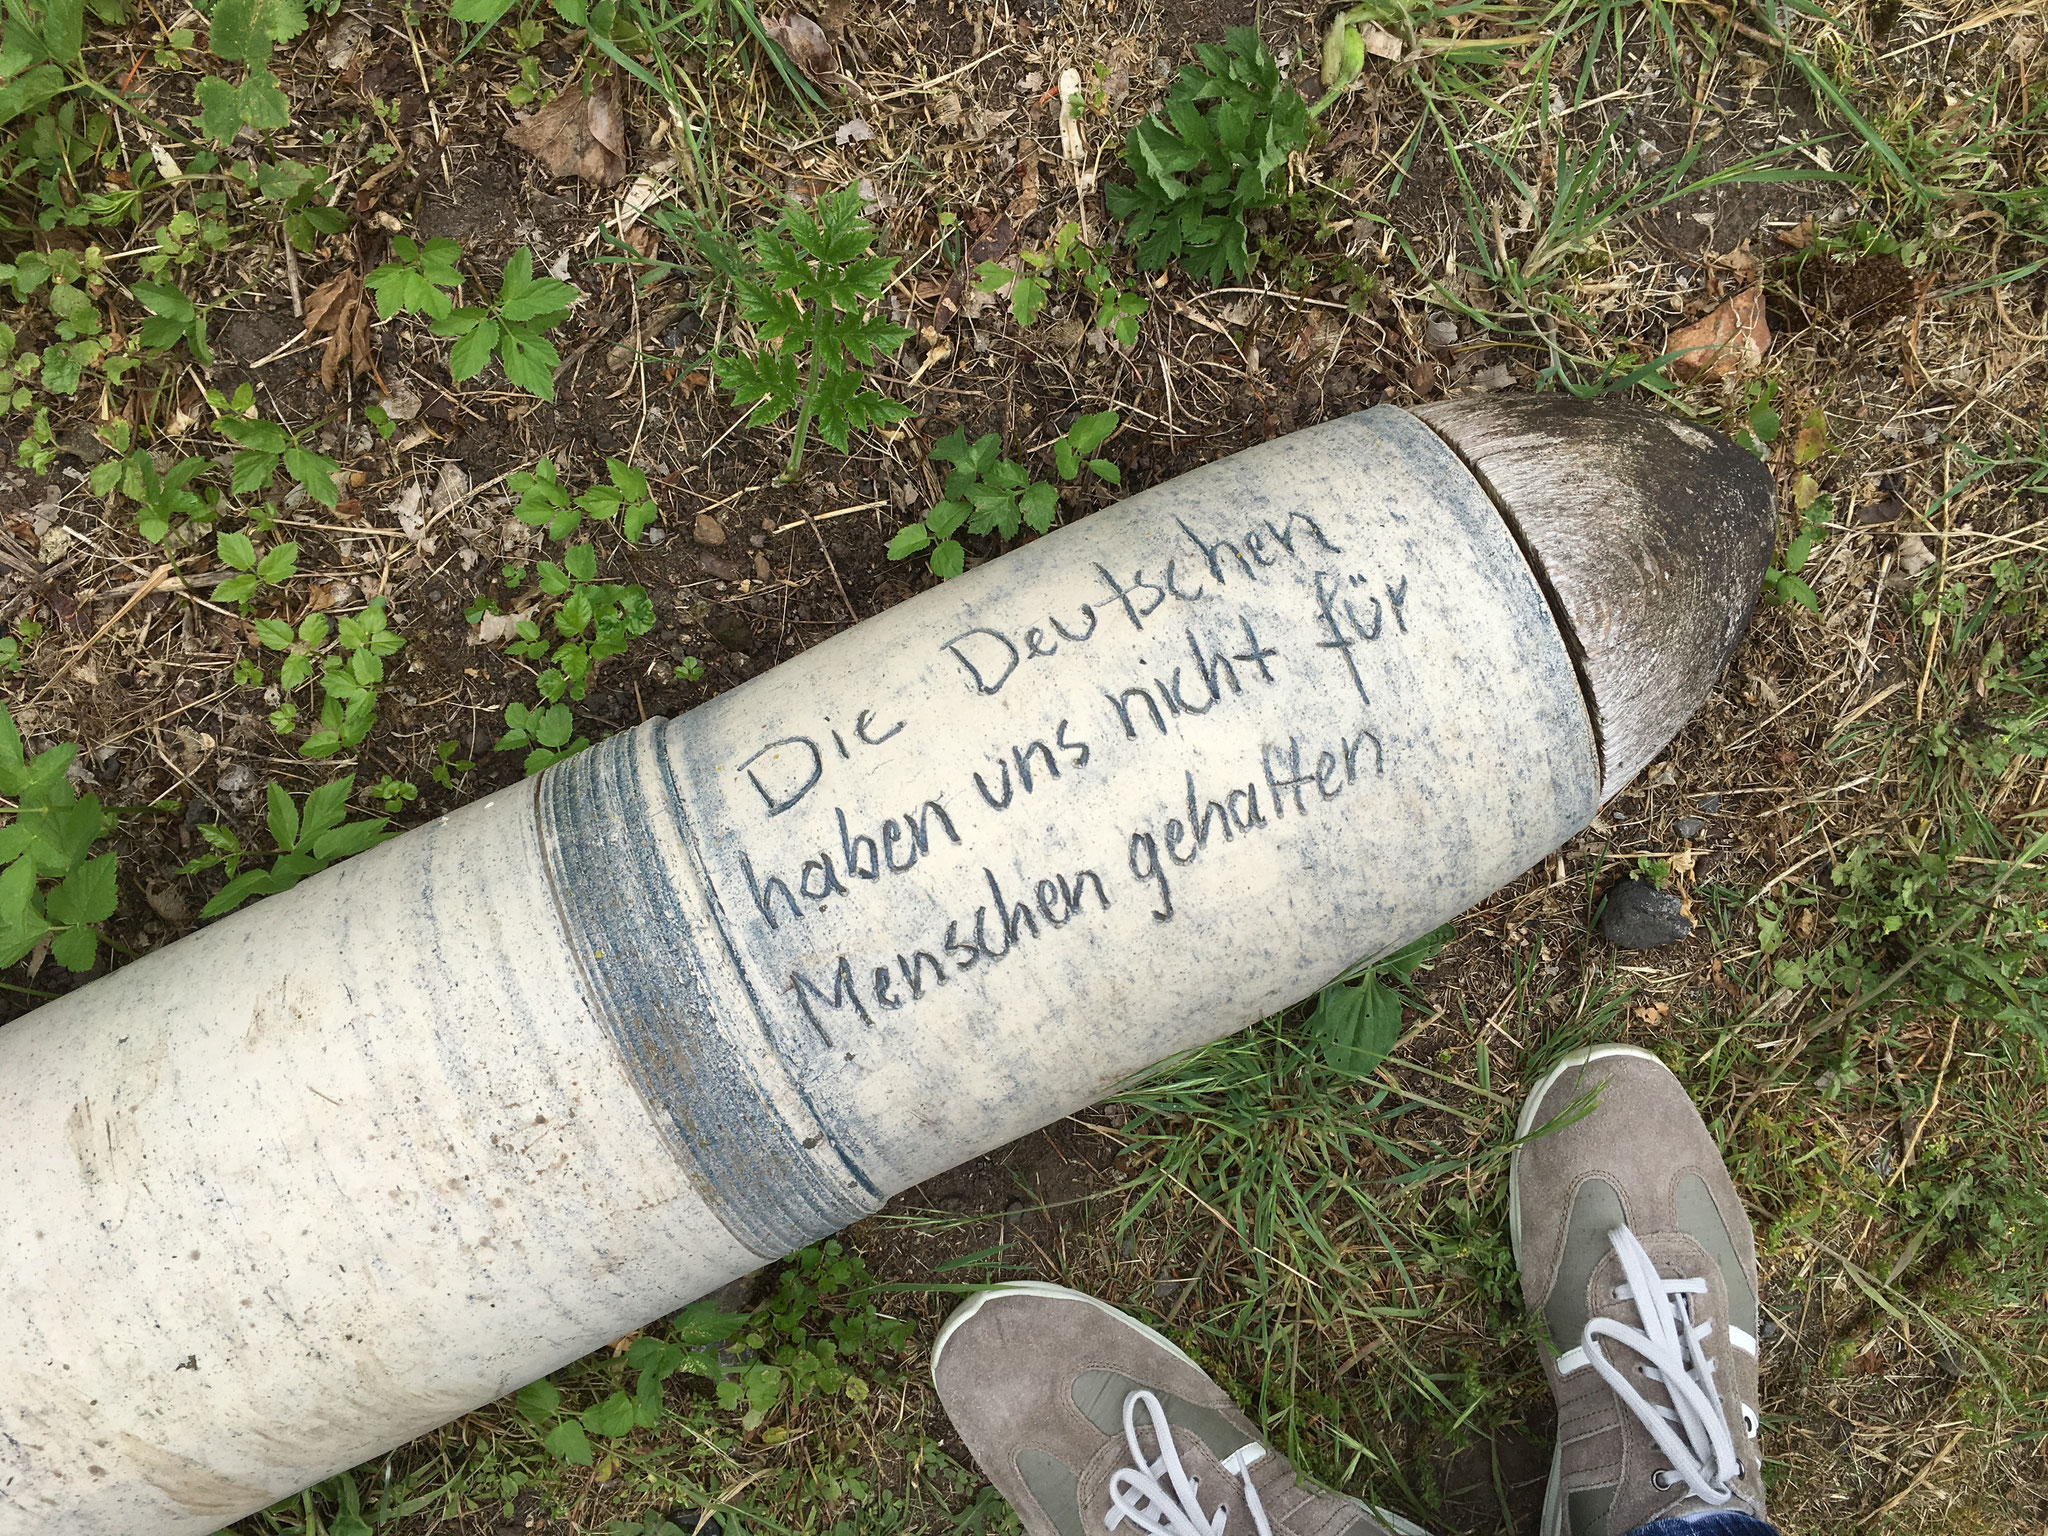 Die Deutschen
haben uns nicht für
Menschen gehalten